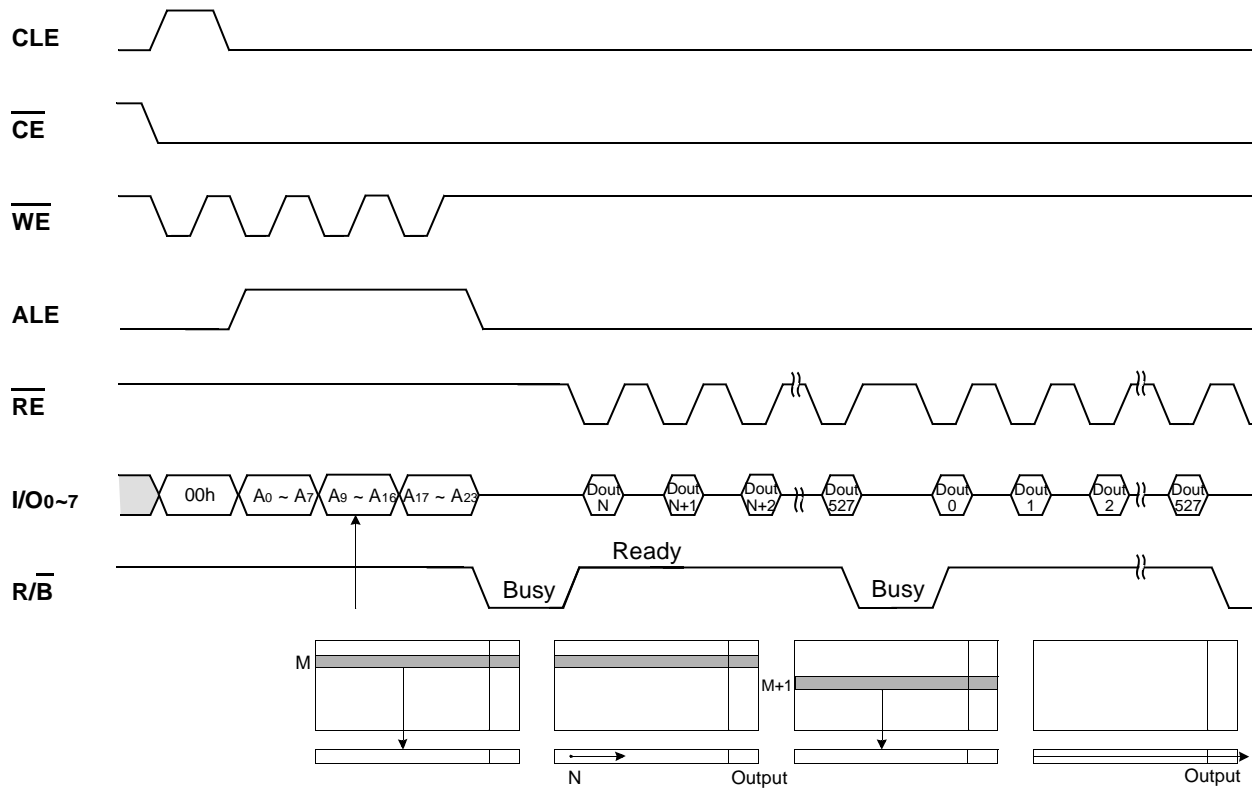 CLE
CE
WE
ALE
RE
I/O0~7
00h
A0 ~ A7
A9 ~ A16
A17 ~ A23
Dout
N
Dout
N+1
Dout
N+2
Dout
527
Dout
0
Dout
1
Dout
2
Dout
527
R/B
Busy
Ready
Busy
M
M+1
N
Output
Output